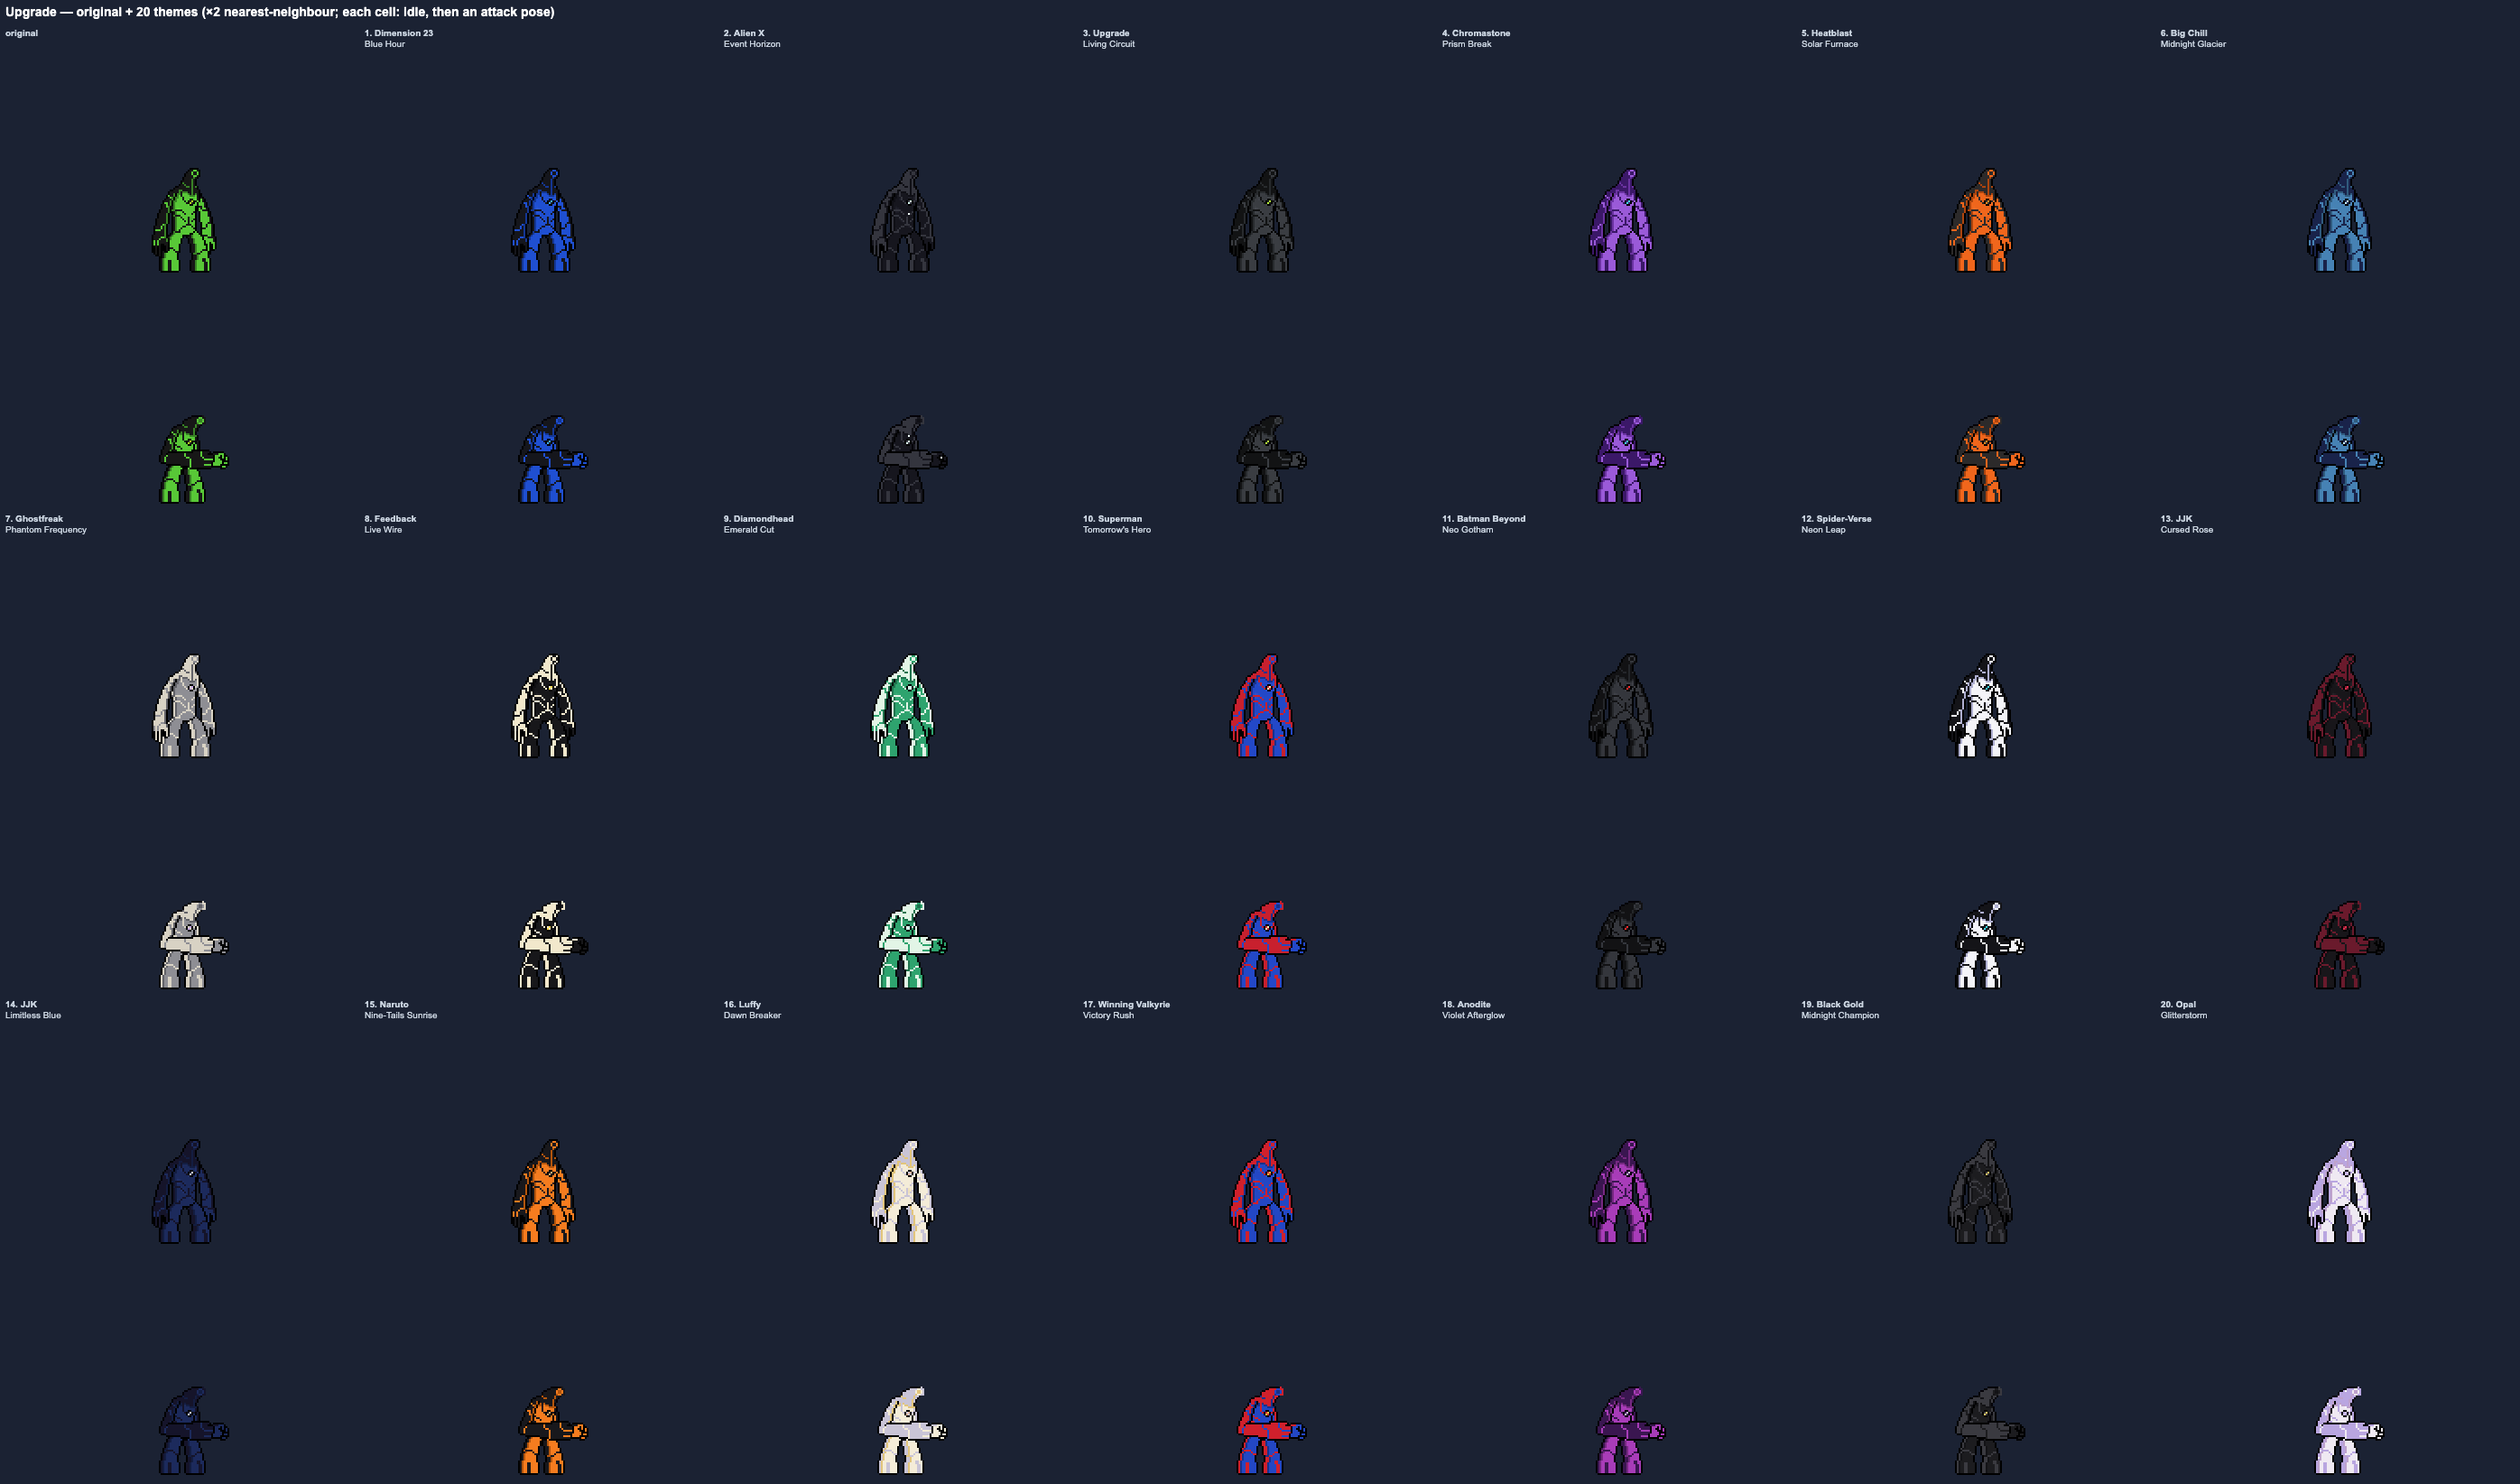 Upgrade — original + 20 themes (×2 nearest-neighbour; each cell: idle, then an attack pose)
original
1. Dimension 23
Blue Hour
2. Alien X
Event Horizon
3. Upgrade
Living Circuit
4. Chromastone
Prism Break
5. Heatblast
Solar Furnace
6. Big Chill
Midnight Glacier
7. Ghostfreak
Phantom Frequency
8. Feedback
Live Wire
9. Diamondhead
Emerald Cut
10. Superman
Tomorrow's Hero
11. Batman Beyond
Neo Gotham
12. Spider-Verse
Neon Leap
13. JJK
Cursed Rose
14. JJK
Limitless Blue
15. Naruto
Nine-Tails Sunrise
16. Luffy
Dawn Breaker
17. Winning Valkyrie
Victory Rush
18. Anodite
Violet Afterglow
19. Black Gold
Midnight Champion
20. Opal
Glitterstorm